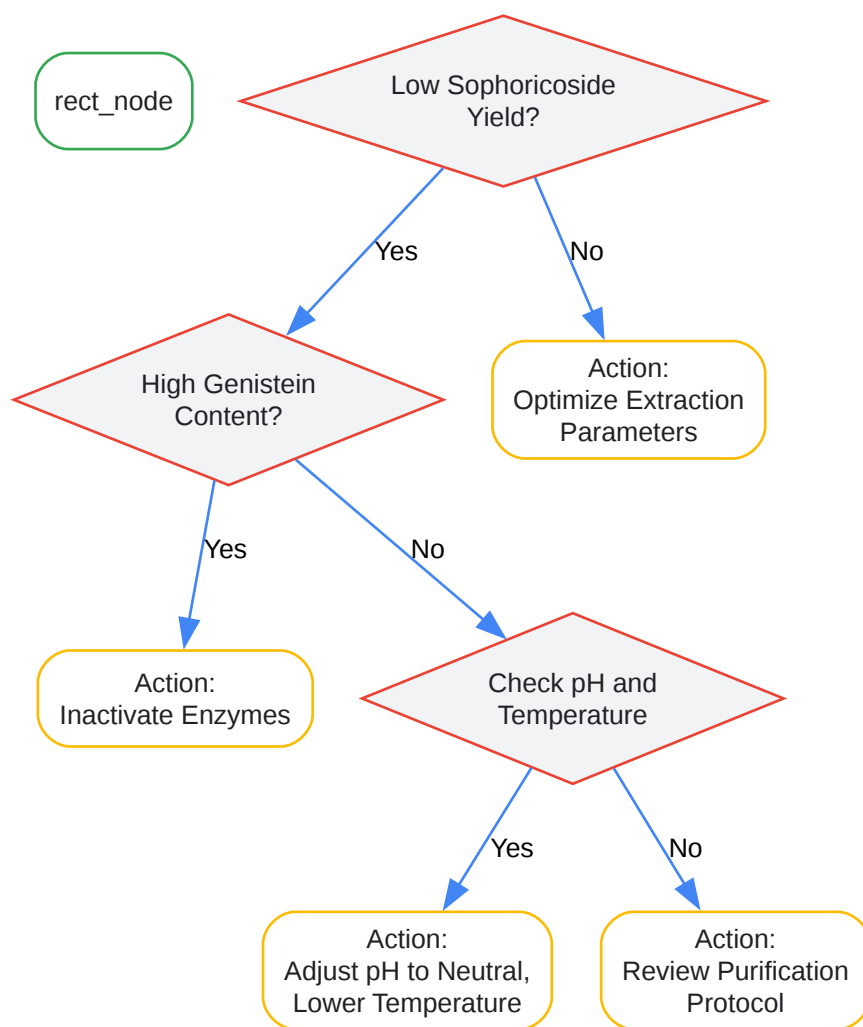 rect_node
Low Sophoricoside
Yield?
Yes
No
High Genistein
Content?
Action:
Optimize Extraction
Parameters
Yes
No
Action:
Inactivate Enzymes
Check pH and
Temperature
Yes
No
Action:
Adjust pH to Neutral,
Lower Temperature
Action:
Review Purification
Protocol